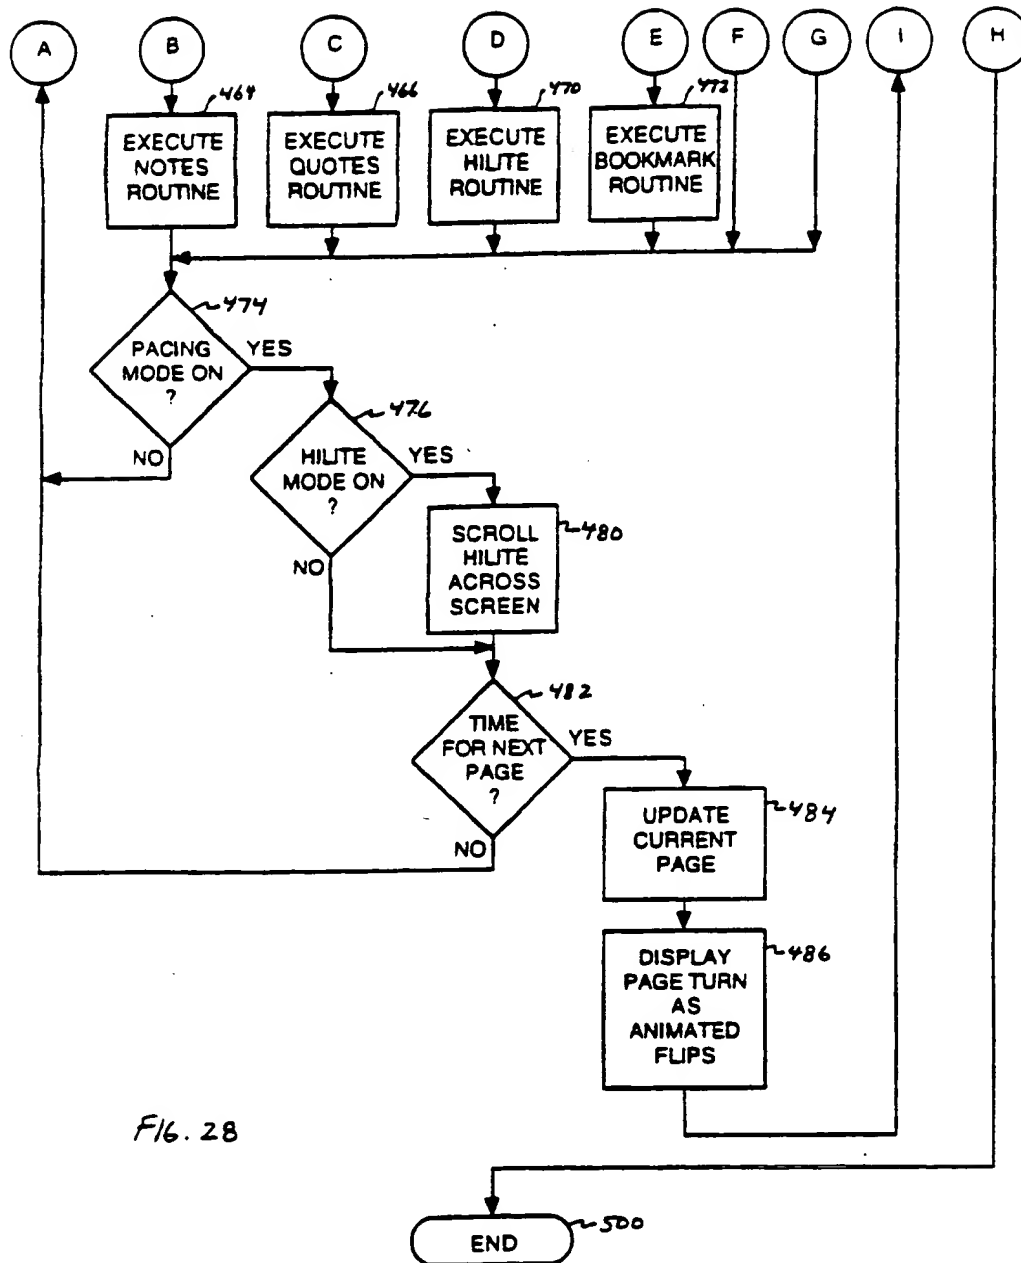 A B C D E F G I H
464 466 470 472
EXECUTE
NOTES
ROUTINE
EXECUTE
QUOTES
ROUTINE
EXECUTE
HILITE
ROUTINE
EXECUTE
BOOKMARK
ROUTINE
474
PACING
MODE ON
?
YES
NO
476
HILITE
MODE ON
?
YES
NO
480
SCROLL
HILITE
ACROSS
SCREEN
482
TIME
FOR NEXT
PAGE
?
YES
NO
484
UPDATE
CURRENT
PAGE
486
DISPLAY
PAGE TURN
AS
ANIMATED
FLIPS
FIG. 28
500
END